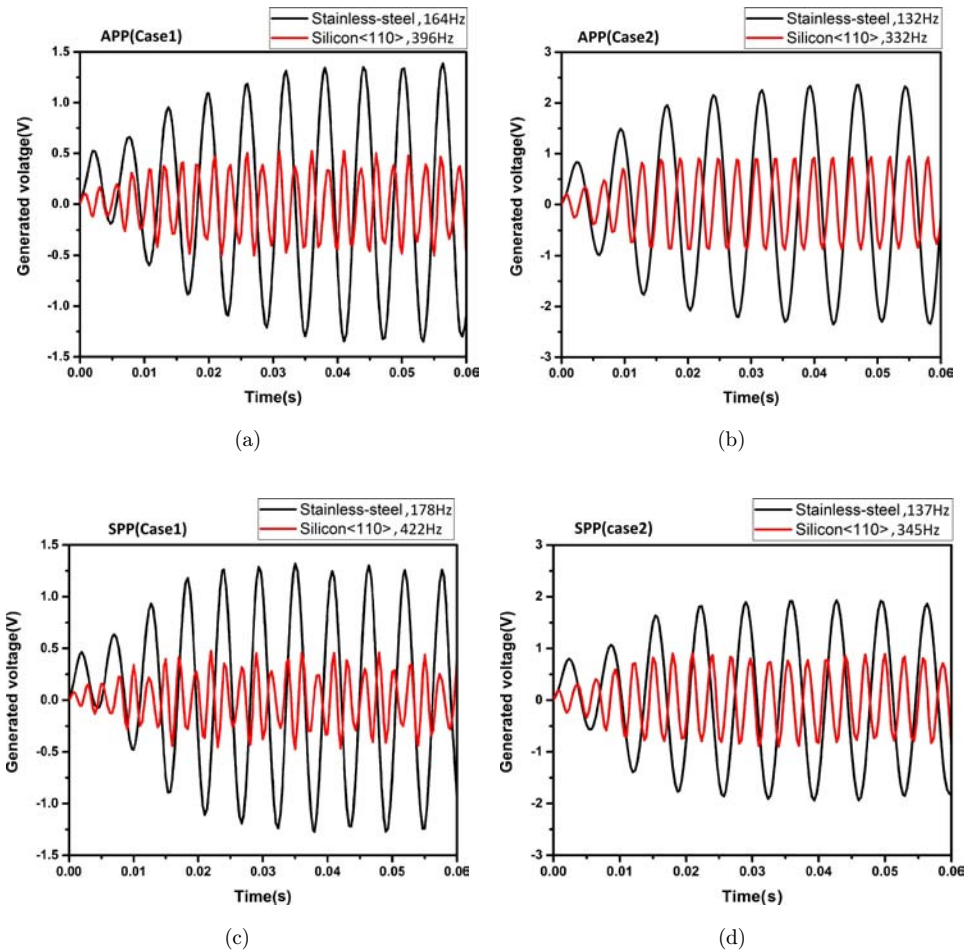 APP(Case1)
Stainless-steel ,164Hz
Silicon<110> ,396Hz
Generated volatge(V)
1.5
1.0
0.5
0.0
-0.5
-1.0
-1.5
0.00 0.01 0.02 0.03 0.04 0.05 0.06
Time(s)
(a)
APP(Case2)
Stainless-steel ,132Hz
Silicon<110> ,332Hz
Generated voltage(V)
3
2
1
0
-1
-2
-3
0.00 0.01 0.02 0.03 0.04 0.05 0.06
Time(s)
(b)
SPP(Case1)
Stainless-steel ,178Hz
Silicon<110> ,422Hz
Generated voltage(V)
1.5
1.0
0.5
0.0
-0.5
-1.0
-1.5
0.00 0.01 0.02 0.03 0.04 0.05 0.06
Time(s)
(c)
SPP(case2)
Stainless-steel ,137Hz
Silicon<110> ,345Hz
Generated voltage(V)
3
2
1
0
-1
-2
-3
0.00 0.01 0.02 0.03 0.04 0.05 0.06
Time(s)
(d)